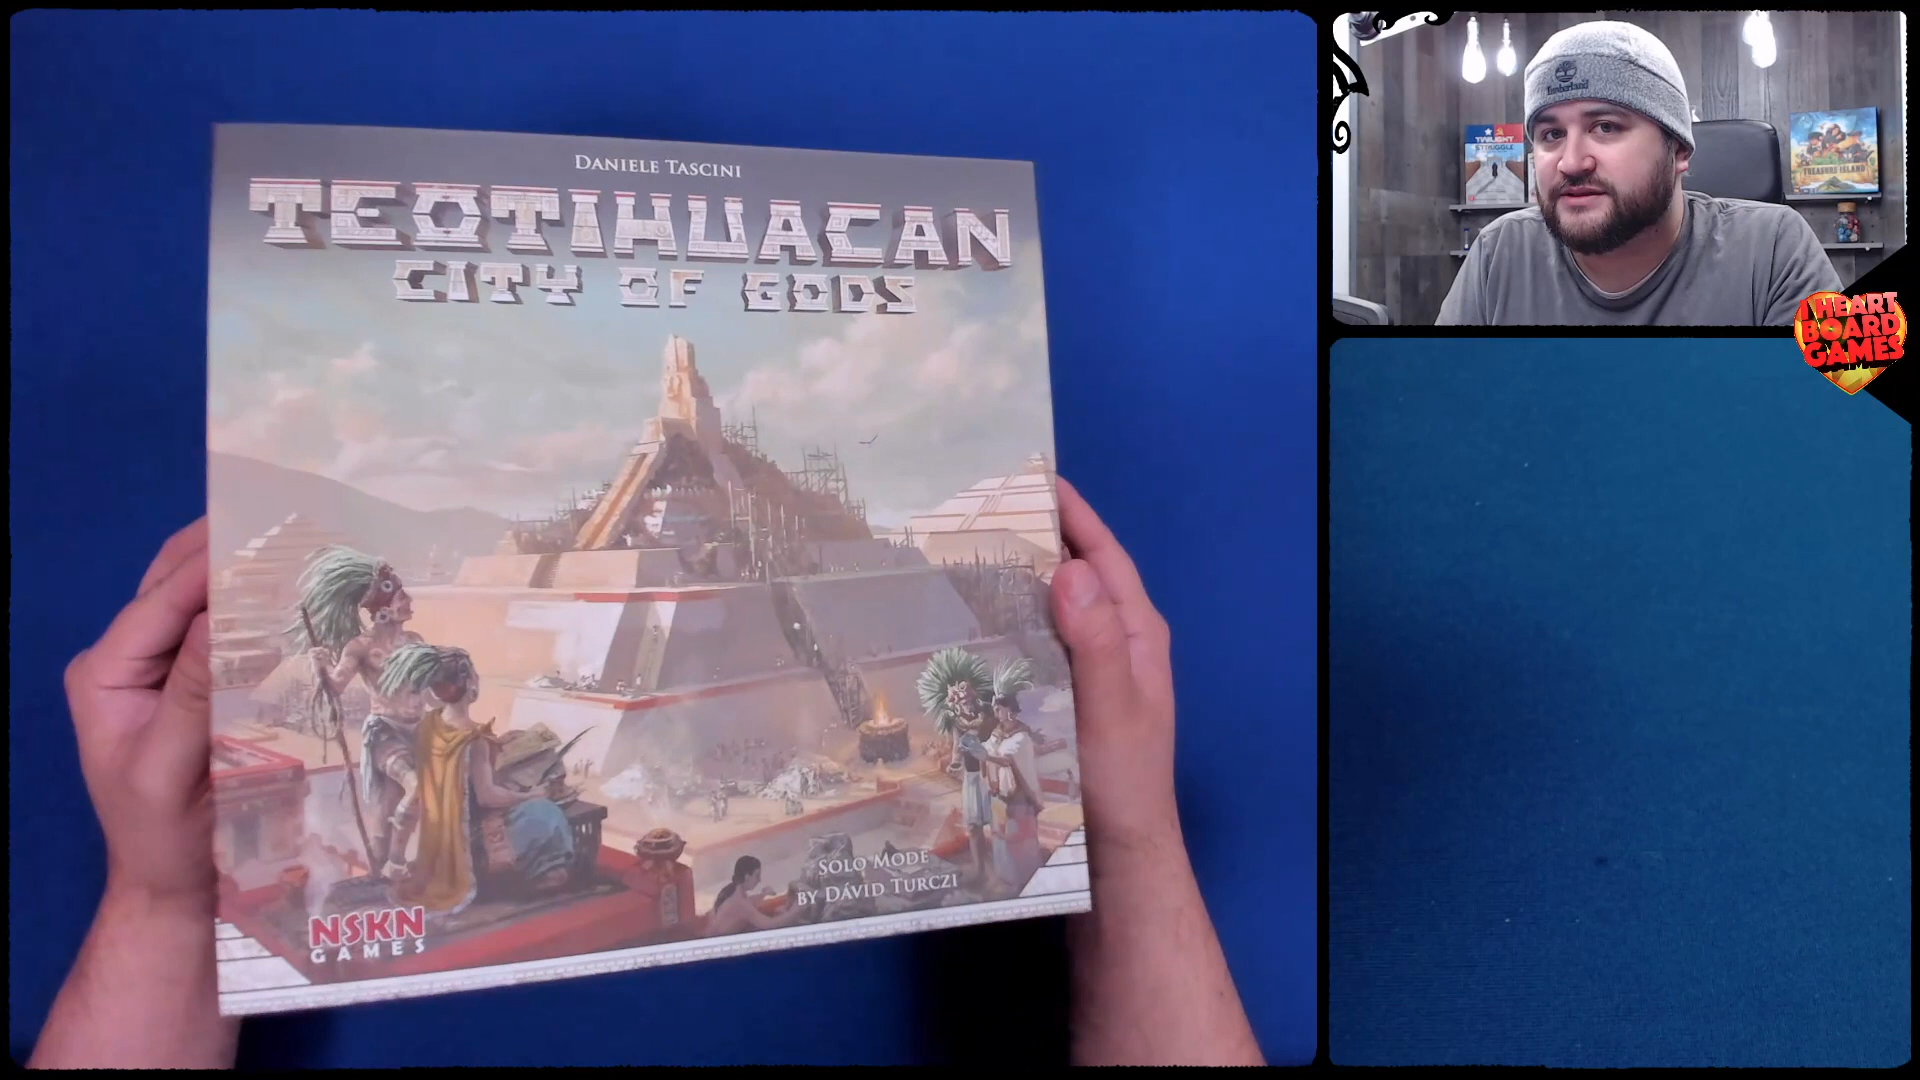 DANIELE TASCINI
TEOTIHUACAN
CITY OF GODS
SOLO MODE
BY DÁVID TURCZI
NSKN
GAMES
Timberland
TWILIGHT
STRUGGLE
TREASURE ISLAND
I HEART
BOARD
GAMES